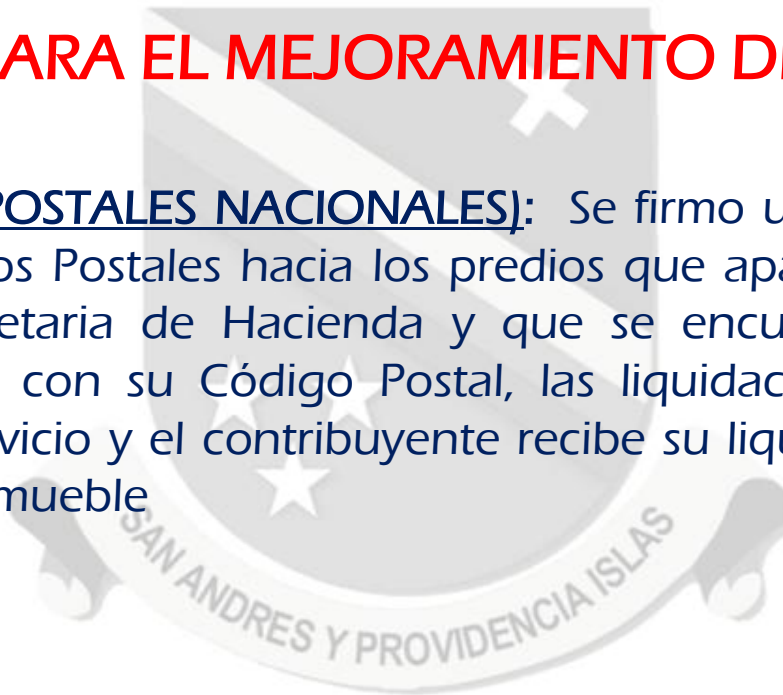 ARA EL MEJORAMIENTO D
POSTALES NACIONALES): Se firmo u
os Postales hacia los predios que apa
etaria de Hacienda y que se encu
con su Código Postal, las liquidac
vicio y el contribuyente recibe su liqu
mueble
SAN ANDRES Y PROVIDENCIA ISLAS